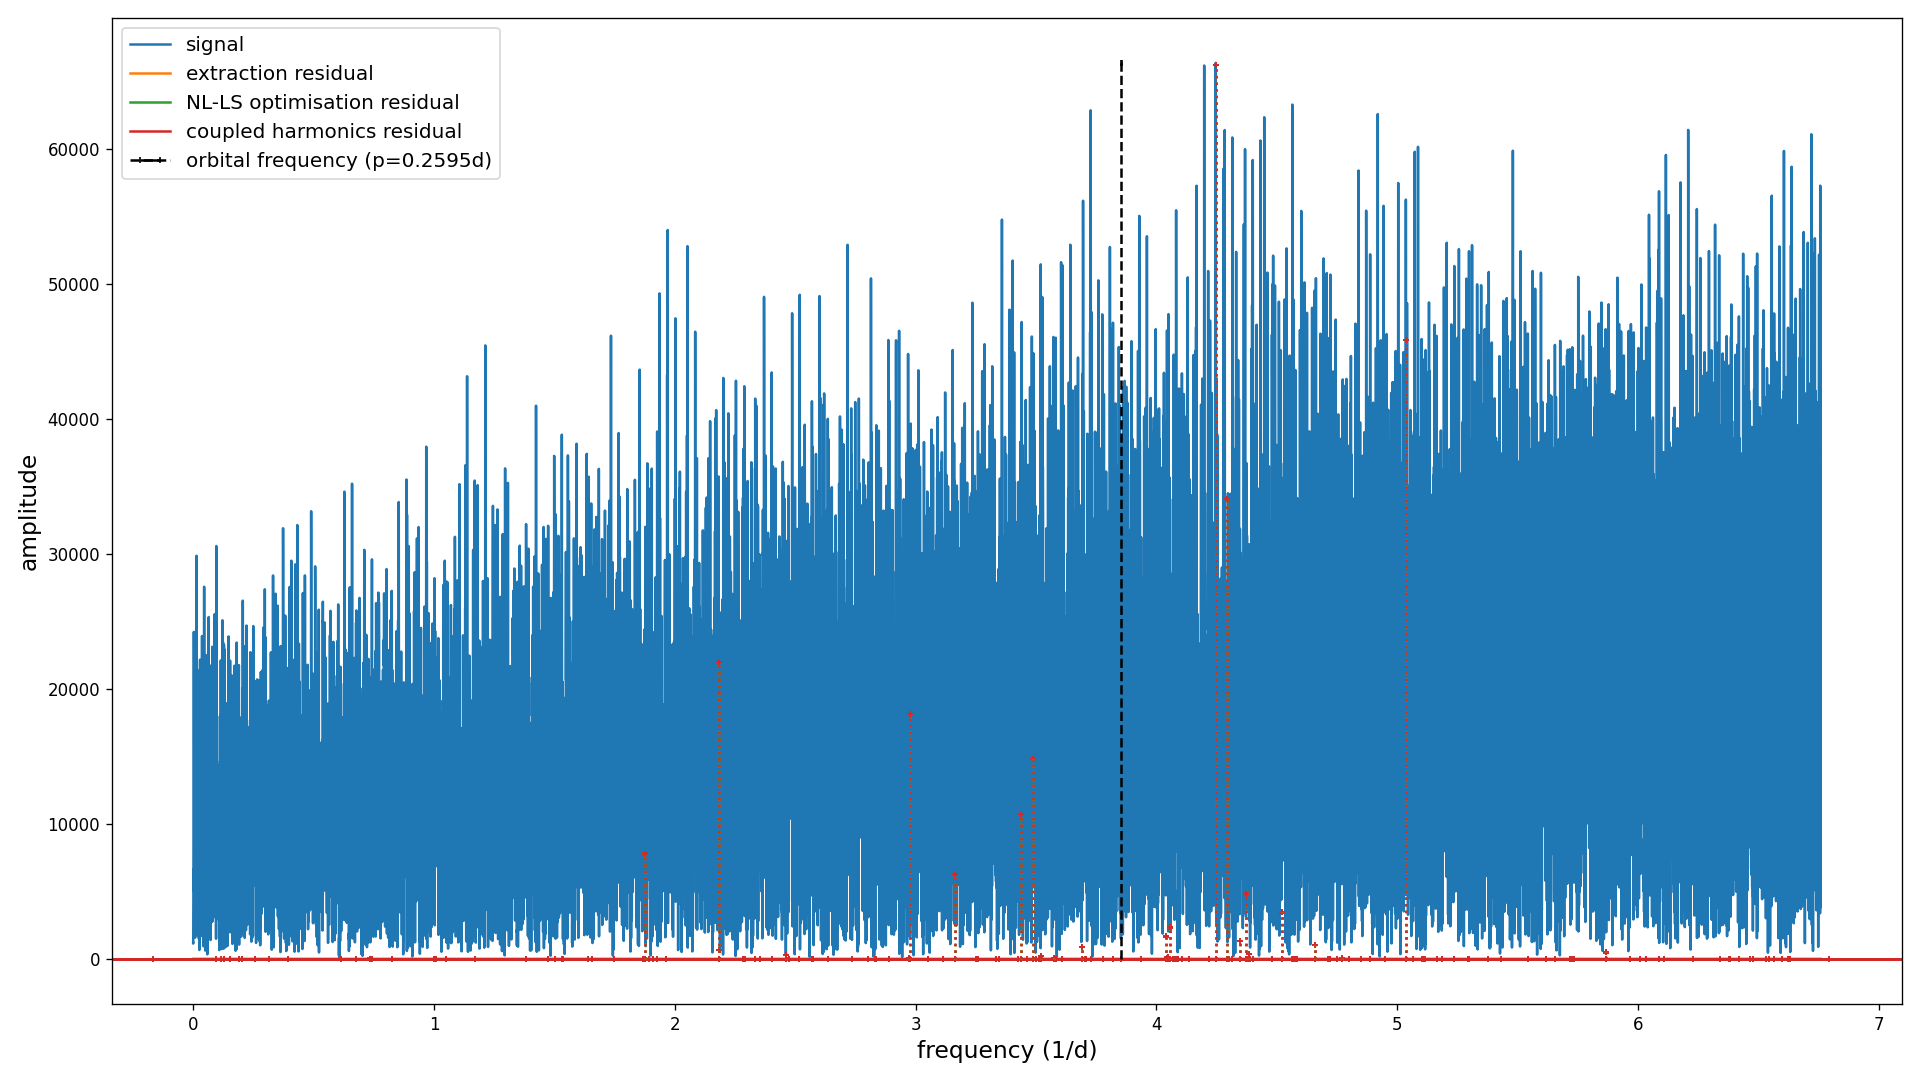 signal
extraction residual
NL-LS optimisation residual
coupled harmonics residual
orbital frequency (p=0.2595d)
amplitude
60000
50000
40000
30000
20000
10000
0
0 1 2 3 4 5 6 7
frequency (1/d)